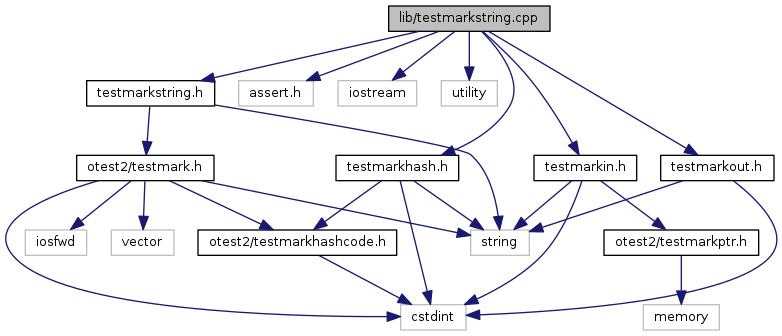 lib/testmarkstring.cpp
testmarkstring.h
assert.h
iostream
utility
otest2/testmark.h
testmarkhash.h
testmarkin.h
testmarkout.h
iosfwd
vector
otest2/testmarkhashcode.h
string
otest2/testmarkptr.h
cstdint
memory